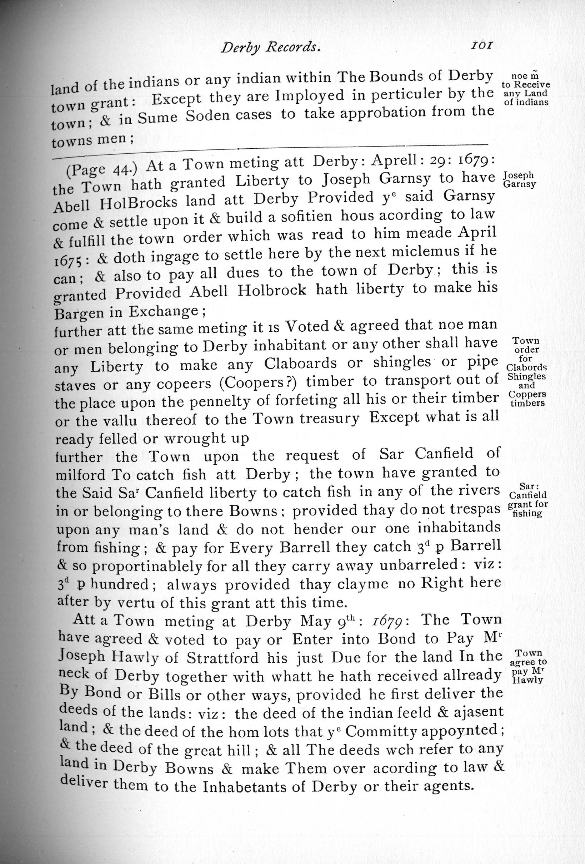 Derby Records. 101
land of the indians or any indian within The Bounds of Derby
town grant: Except they are Imployed in perticuler by the
town; & in Sume Soden cases to take approbation from the
towns men;
noe m̃
to Receive
any Land
of indians
(Page 44.) At a Town meting att Derby: Aprell: 29: 1679:
the Town hath granted Liberty to Joseph Garnsy to have
Abell HolBrocks land att Derby Provided yᵉ said Garnsy
come & settle upon it & build a sofitien hous acording to law
& fulfill the town order which was read to him meade April
1675: & doth ingage to settle here by the next miclemus if he
can; & also to pay all dues to the town of Derby; this is
granted Provided Abell Holbrock hath liberty to make his
Bargen in Exchange;
Joseph
Garnsy
further att the same meting it is Voted & agreed that noe man
or men belonging to Derby inhabitant or any other shall have
any Liberty to make any Claboards or shingles or pipe
staves or any copeers (Coopers?) timber to transport out of
the place upon the pennelty of forfeting all his or their timber
or the vallu thereof to the Town treasury Except what is all
ready felled or wrought up
Town
order
for
Clabords
Shingles
and
Coppers
timbers
further the Town upon the request of Sar Canfield of
milford To catch fish att Derby; the town have granted to
the Said Saʳ Canfield liberty to catch fish in any of the rivers
in or belonging to there Bowns; provided thay do not trespas
upon any man's land & do not hender our one inhabitands
from fishing; & pay for Every Barrell they catch 3ᵈ p Barrell
& so proportinablely for all they carry away unbarreled: viz:
3ᵈ p hundred; always provided thay clayme no Right here
after by vertu of this grant att this time.
Sar:
Canfield
grant for
fishing
Att a Town meting at Derby May 9ᵗʰ: 1679: The Town
have agreed & voted to pay or Enter into Bond to Pay Mʳ
Joseph Hawly of Strattford his just Due for the land In the
neck of Derby together with whatt he hath received allready
By Bond or Bills or other ways, provided he first deliver the
deeds of the lands: viz: the deed of the indian feeld & ajasent
land; & the deed of the hom lots that yᵉ Committy appoynted;
& the deed of the great hill; & all The deeds wch refer to any
land in Derby Bowns & make Them over acording to law &
deliver them to the Inhabetants of Derby or their agents.
Town
agree to
pay Mʳ
Hawly